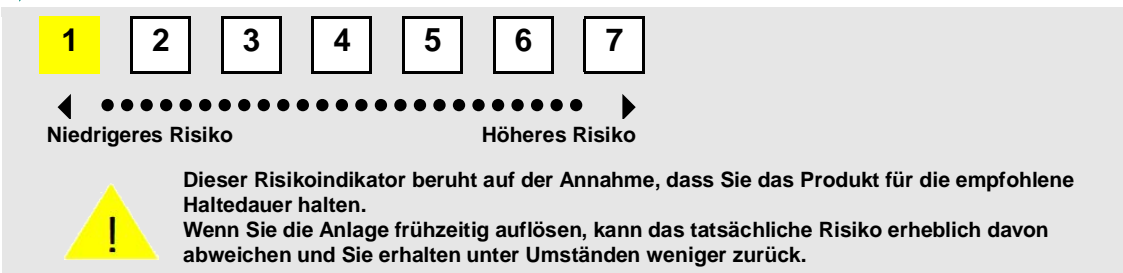 1 2 3 4 5 6 7
Niedrigeres Risiko Höheres Risiko
Dieser Risikoindikator beruht auf der Annahme, dass Sie das Produkt für die empfohlene
Haltedauer halten.
! Wenn Sie die Anlage frühzeitig auflösen, kann das tatsächliche Risiko erheblich davon
abweichen und Sie erhalten unter Umständen weniger zurück.